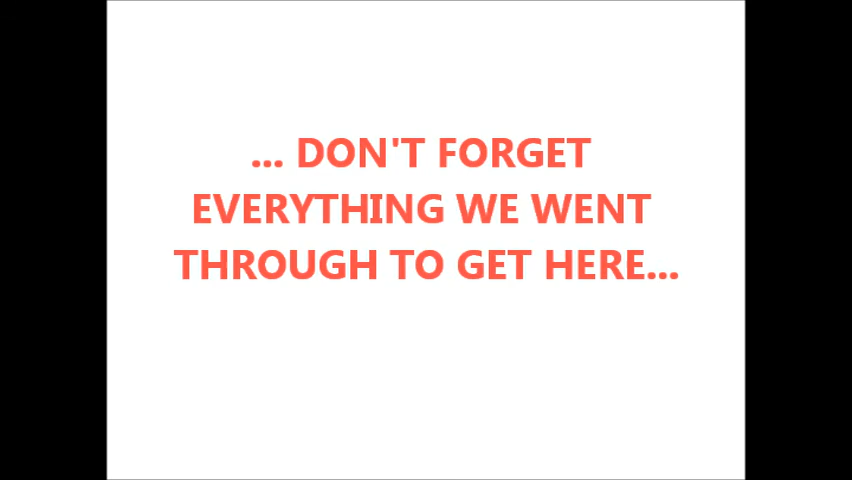 ... DON'T FORGET
EVERYTHING WE WENT
THROUGH TO GET HERE...